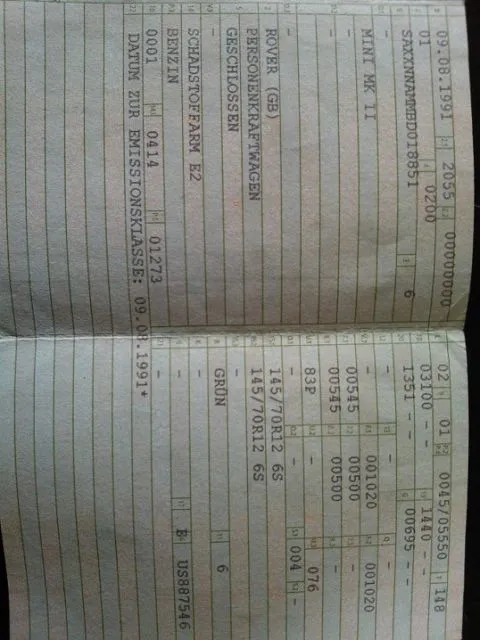 09.08.1991 2055 00000000
01 0200
SAXXNNAMMBD018851 6
-
MINI MK II
-
-
ROVER (GB)
PERSONENKRAFTWAGEN
GESCHLOSSEN
-
SCHADSTOFFARM E2
BENZIN
0001 0414 01273
DATUM ZUR EMISSIONSKLASSE: 09.08.1991*
02 01 0045/05550 148
03100 - - 1440 - -
1351 - - 00695 - -
- - -
- 001020 001020
00545 00500 -
00545 00500 -
83P - 076
- - 004 -
145/70R12 6S
145/70R12 6S
-
GRÜN 6
-
- E US887546
-